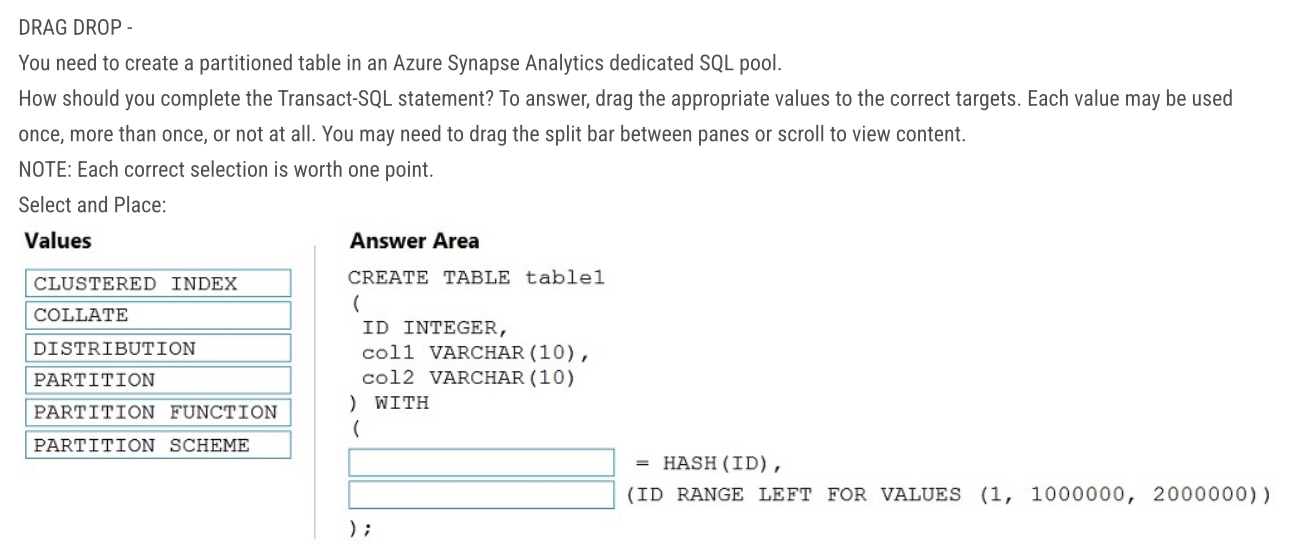 DRAG DROP -
You need to create a partitioned table in an Azure Synapse Analytics dedicated SQL pool.
How should you complete the Transact-SQL statement? To answer, drag the appropriate values to the correct targets. Each value may be used
once, more than once, or not at all. You may need to drag the split bar between panes or scroll to view content.
NOTE: Each correct selection is worth one point.
Select and Place:
Values
CLUSTERED INDEX
COLLATE
DISTRIBUTION
PARTITION
PARTITION FUNCTION
PARTITION SCHEME
Answer Area
CREATE TABLE table1
(
ID INTEGER,
col1 VARCHAR(10),
col2 VARCHAR(10)
) WITH
(
= HASH(ID),
(ID RANGE LEFT FOR VALUES (1, 1000000, 2000000))
);